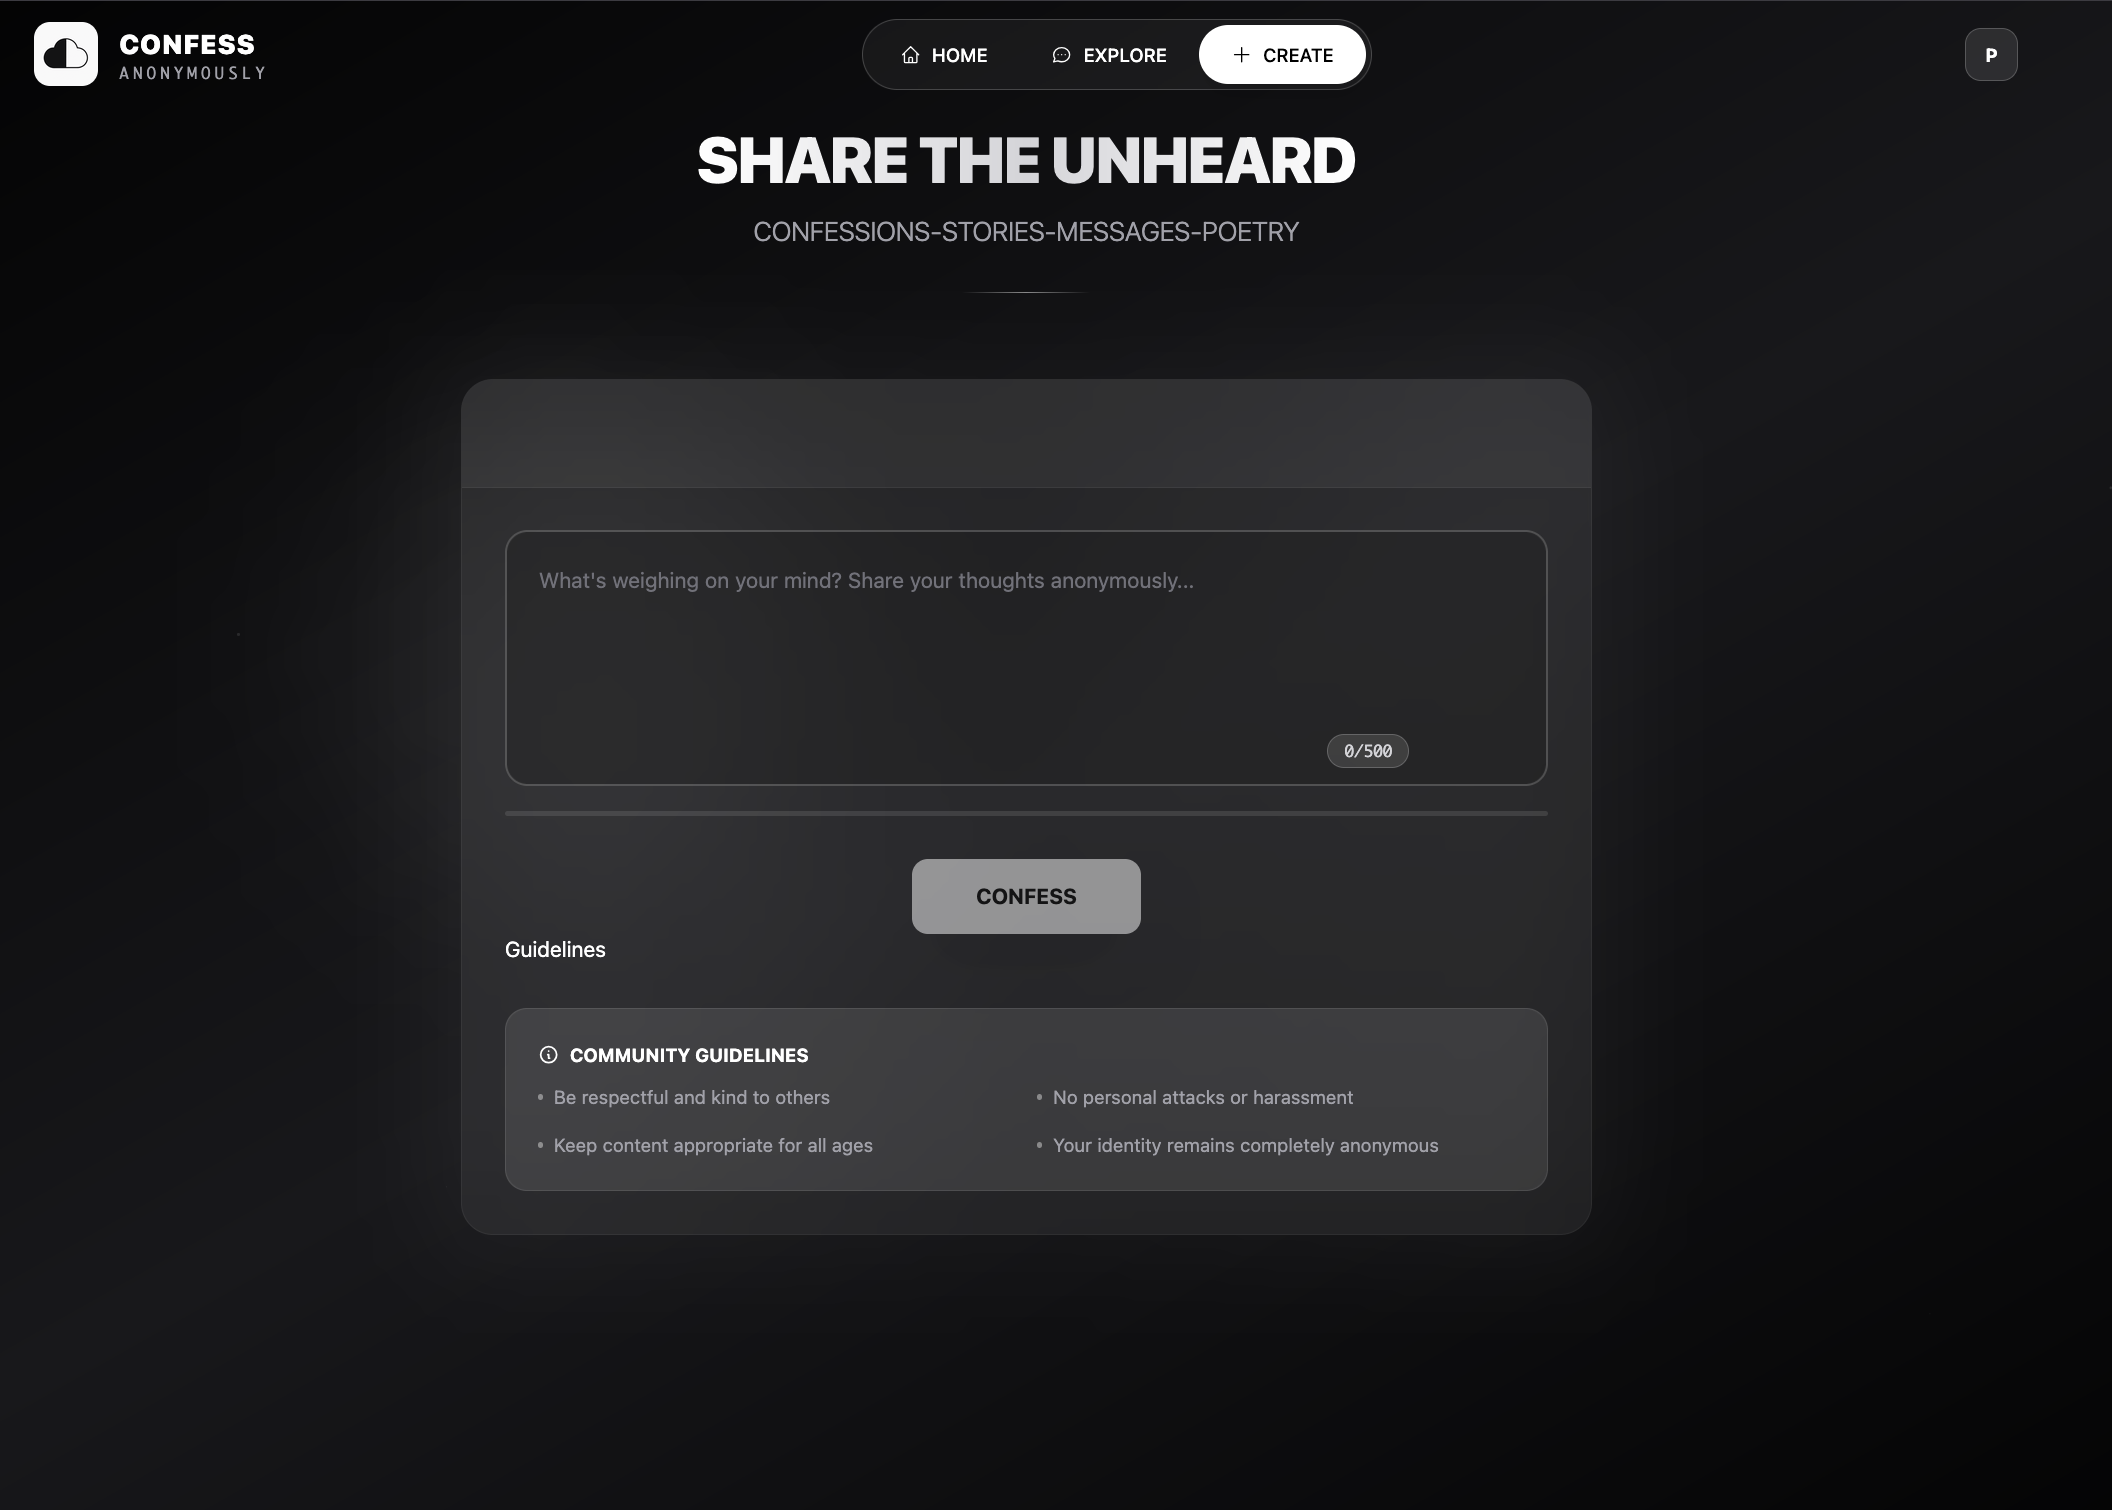 CONFESS
ANONYMOUSLY
HOME
EXPLORE
CREATE
P
SHARE THE UNHEARD
CONFESSIONS-STORIES-MESSAGES-POETRY
What's weighing on your mind? Share your thoughts anonymously...
0/500
CONFESS
Guidelines
COMMUNITY GUIDELINES
• Be respectful and kind to others
• No personal attacks or harassment
• Keep content appropriate for all ages
• Your identity remains completely anonymous